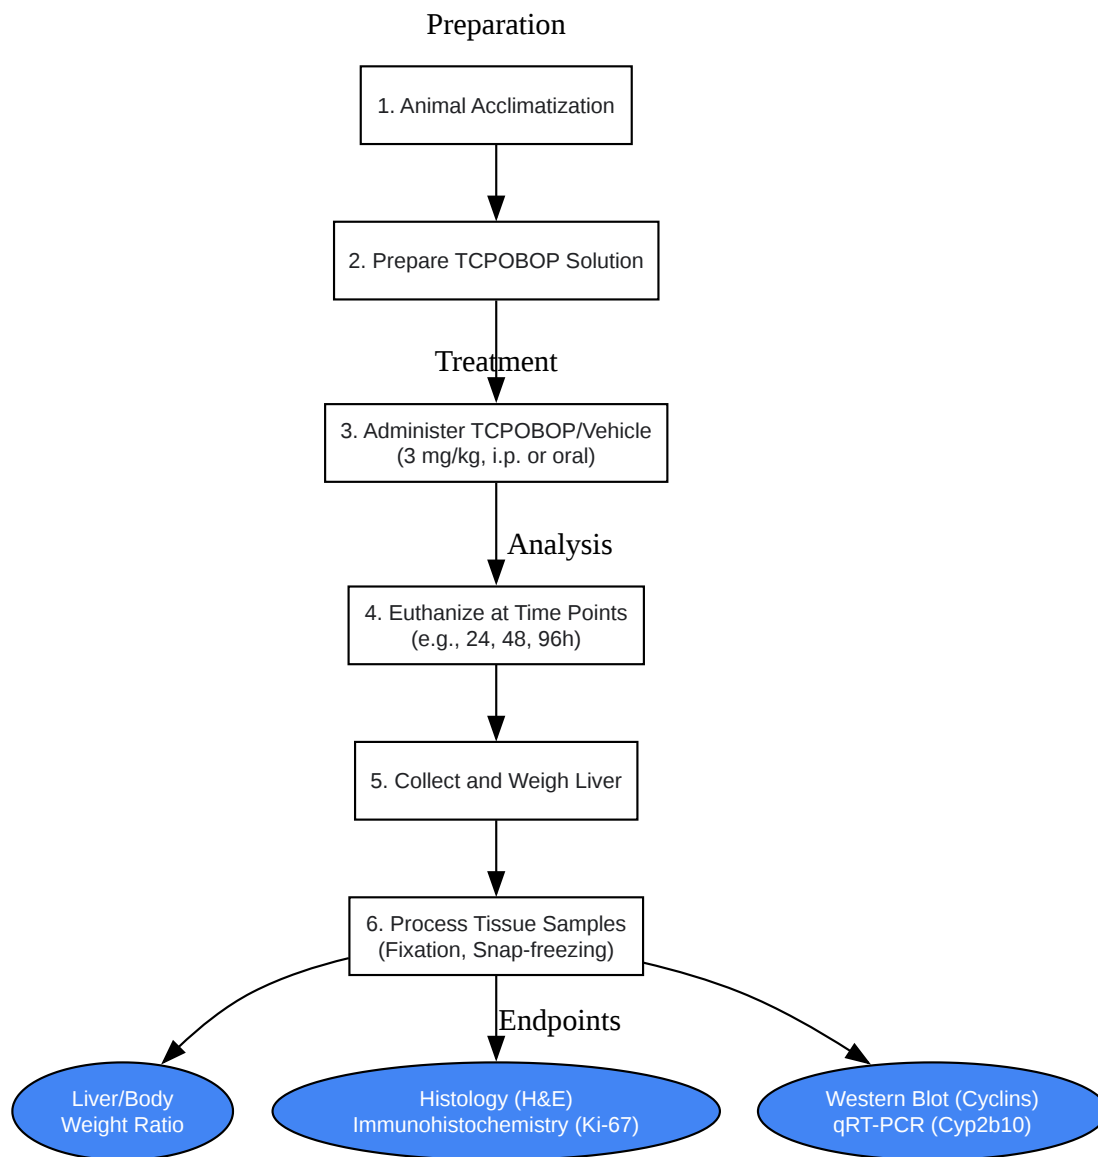 Preparation
1. Animal Acclimatization
2. Prepare TCPOBOP Solution
Treatment
3. Administer TCPOBOP/Vehicle
(3 mg/kg, i.p. or oral)
Analysis
4. Euthanize at Time Points
(e.g., 24, 48, 96h)
5. Collect and Weigh Liver
6. Process Tissue Samples
(Fixation, Snap-freezing)
Endpoints
Liver/Body
Weight Ratio
Histology (H&E)
Immunohistochemistry (Ki-67)
Western Blot (Cyclins)
qRT-PCR (Cyp2b10)